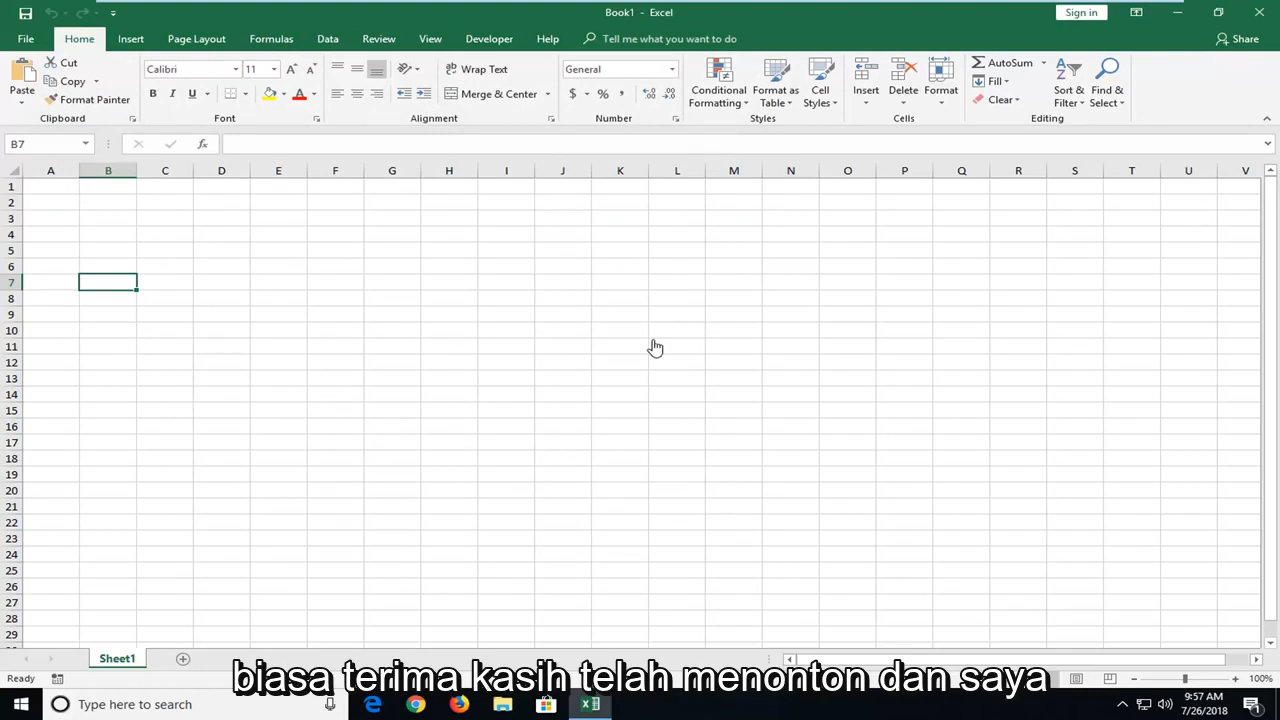 Book1 - Excel
Sign in
File Home Insert Page Layout Formulas Data Review View Developer Help Tell me what you want to do Share
Paste
Cut
Copy
Format Painter
Clipboard
Calibri 11
B I U
Font
Wrap Text
Merge & Center
Alignment
General
$ % ,
Number
Conditional Formatting
Format as Table
Cell Styles
Styles
Insert Delete Format
Cells
AutoSum
Fill
Clear
Sort & Filter
Find & Select
Editing
B7
fx
A B C D E F G H I J K L M N O P Q R S T U V
1
2
3
4
5
6
7
8
9
10
11
12
13
14
15
16
17
18
19
20
21
22
23
24
25
26
27
28
29
Sheet1
biasa terima kasih telah menonton dan saya
Ready
100%
Type here to search
9:57 AM
7/26/2018